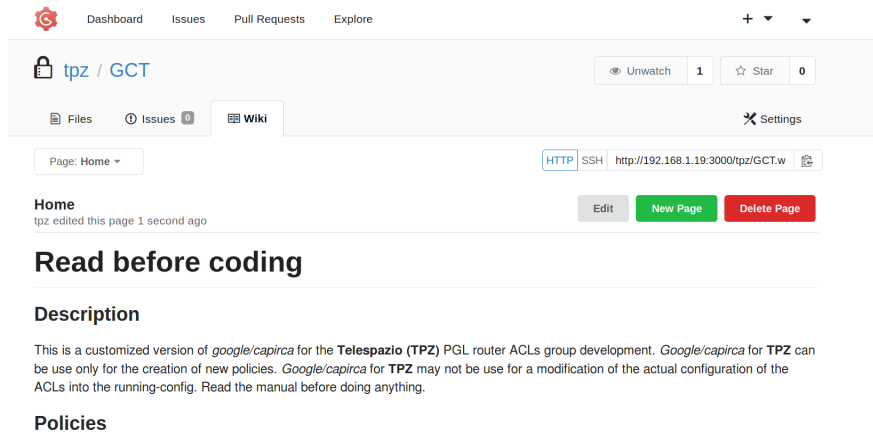 Dashboard Issues Pull Requests Explore +
tpz / GCT
Unwatch 1 Star 0
Files Issues 0 Wiki Settings
Page: Home
HTTP SSH http://192.168.1.19:3000/tpz/GCT.w
Home
tpz edited this page 1 second ago
Edit New Page Delete Page
Read before coding
Description
This is a customized version of google/capirca for the Telespazio (TPZ) PGL router ACLs group development. Google/capirca for TPZ can
be use only for the creation of new policies. Google/capirca for TPZ may not be use for a modification of the actual configuration of the
ACLs into the running-config. Read the manual before doing anything.
Policies